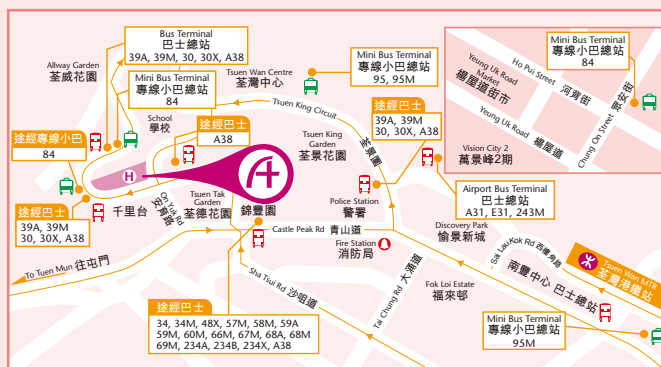 Bus Terminal
巴士總站
39A, 39M, 30, 30X, A38
Allway Garden
荃威花園
Mini Bus Terminal
專線小巴總站
84
Tsuen Wan Centre
荃灣中心
Mini Bus Terminal
專線小巴總站
95, 95M
Yeung Uk Road
Market
楊屋道街市
Ho Pui Street
河背街
Mini Bus Terminal
專線小巴總站
84
Chung On Street
眾安街
Yeung Uk Road
楊屋道
Vision City 2
萬景峰2期
Tsuen King Circuit
荃景圍
途經專線小巴
84
School
學校
途經巴士
A38
Tsuen King
Garden
荃景花園
途經巴士
39A, 39M
30, 30X, A38
H
On Yuk Rd
安育路
千里台
Tsuen Tak
Garden
荃德花園
錦豐園
Police Station
警署
Airport Bus Terminal
巴士總站
A31, E31, 243M
途經巴士
39A, 39M
30, 30X, A38
Castle Peak Rd 青山道
Fire Station
消防局
Discovery Park
愉景新城
Sai Lau Kok Rd 西樓角路
Tsuen Wan MTR
荃灣港鐵站
To Tuen Mun 往屯門
Sha Tsui Rd 沙咀道
Tai Chung Rd 大涌道
Fok Loi Estate
福來邨
南豐中心 巴士總站
途經巴士
34, 34M, 48X, 57M, 58M, 59A
59M, 60M, 66M, 67M, 68A, 68M
69M, 234A, 234B, 234X, A38
Mini Bus Terminal
專線小巴總站
95M